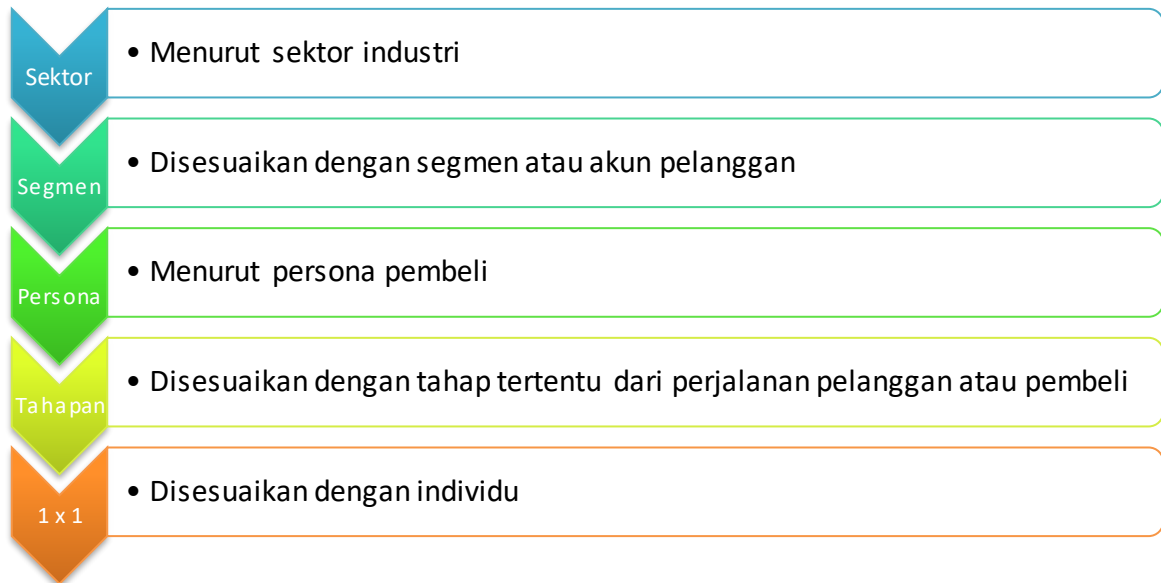 Sektor
• Menurut sektor industri
Segmen
• Disesuaikan dengan segmen atau akun pelanggan
Persona
• Menurut persona pembeli
Tahapan
• Disesuaikan dengan tahap tertentu dari perjalanan pelanggan atau pembeli
1 x 1
• Disesuaikan dengan individu